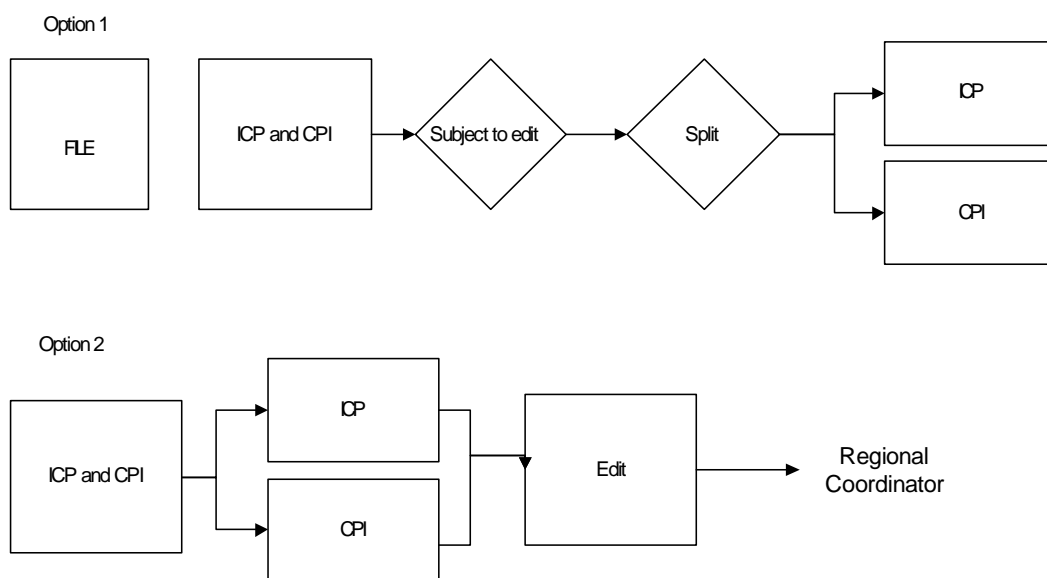 Option 1
FILE
ICP and CPI
Subject to edit
Split
ICP
CPI
Option 2
ICP and CPI
ICP
CPI
Edit
Regional
Coordinator